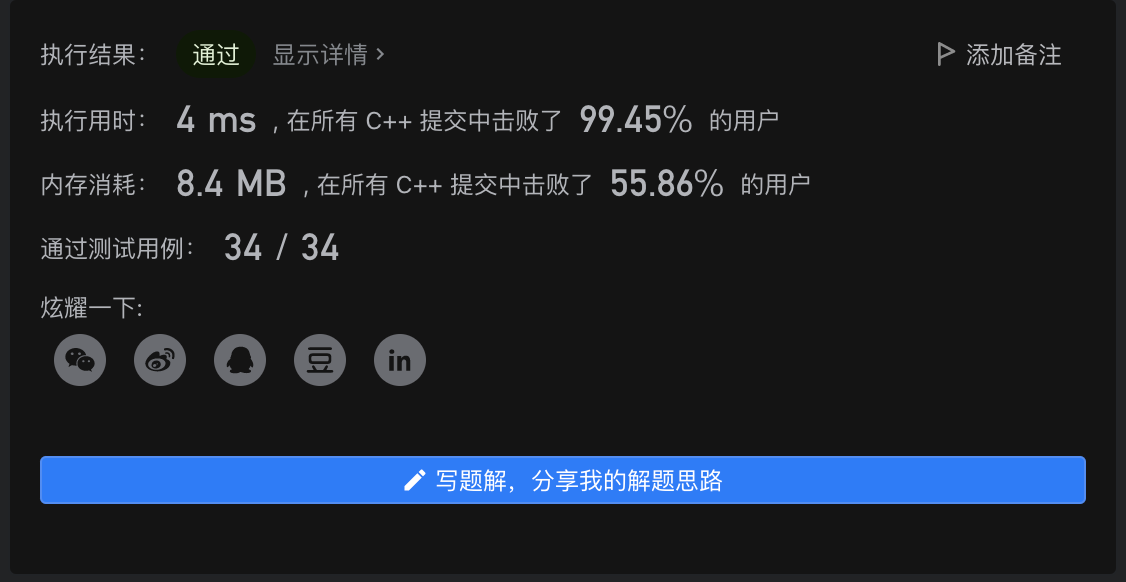 执行结果： 通过 显示详情 > 添加备注
执行用时： 4 ms , 在所有 C++ 提交中击败了 99.45% 的用户
内存消耗： 8.4 MB , 在所有 C++ 提交中击败了 55.86% 的用户
通过测试用例： 34 / 34
炫耀一下:
豆 in
写题解，分享我的解题思路